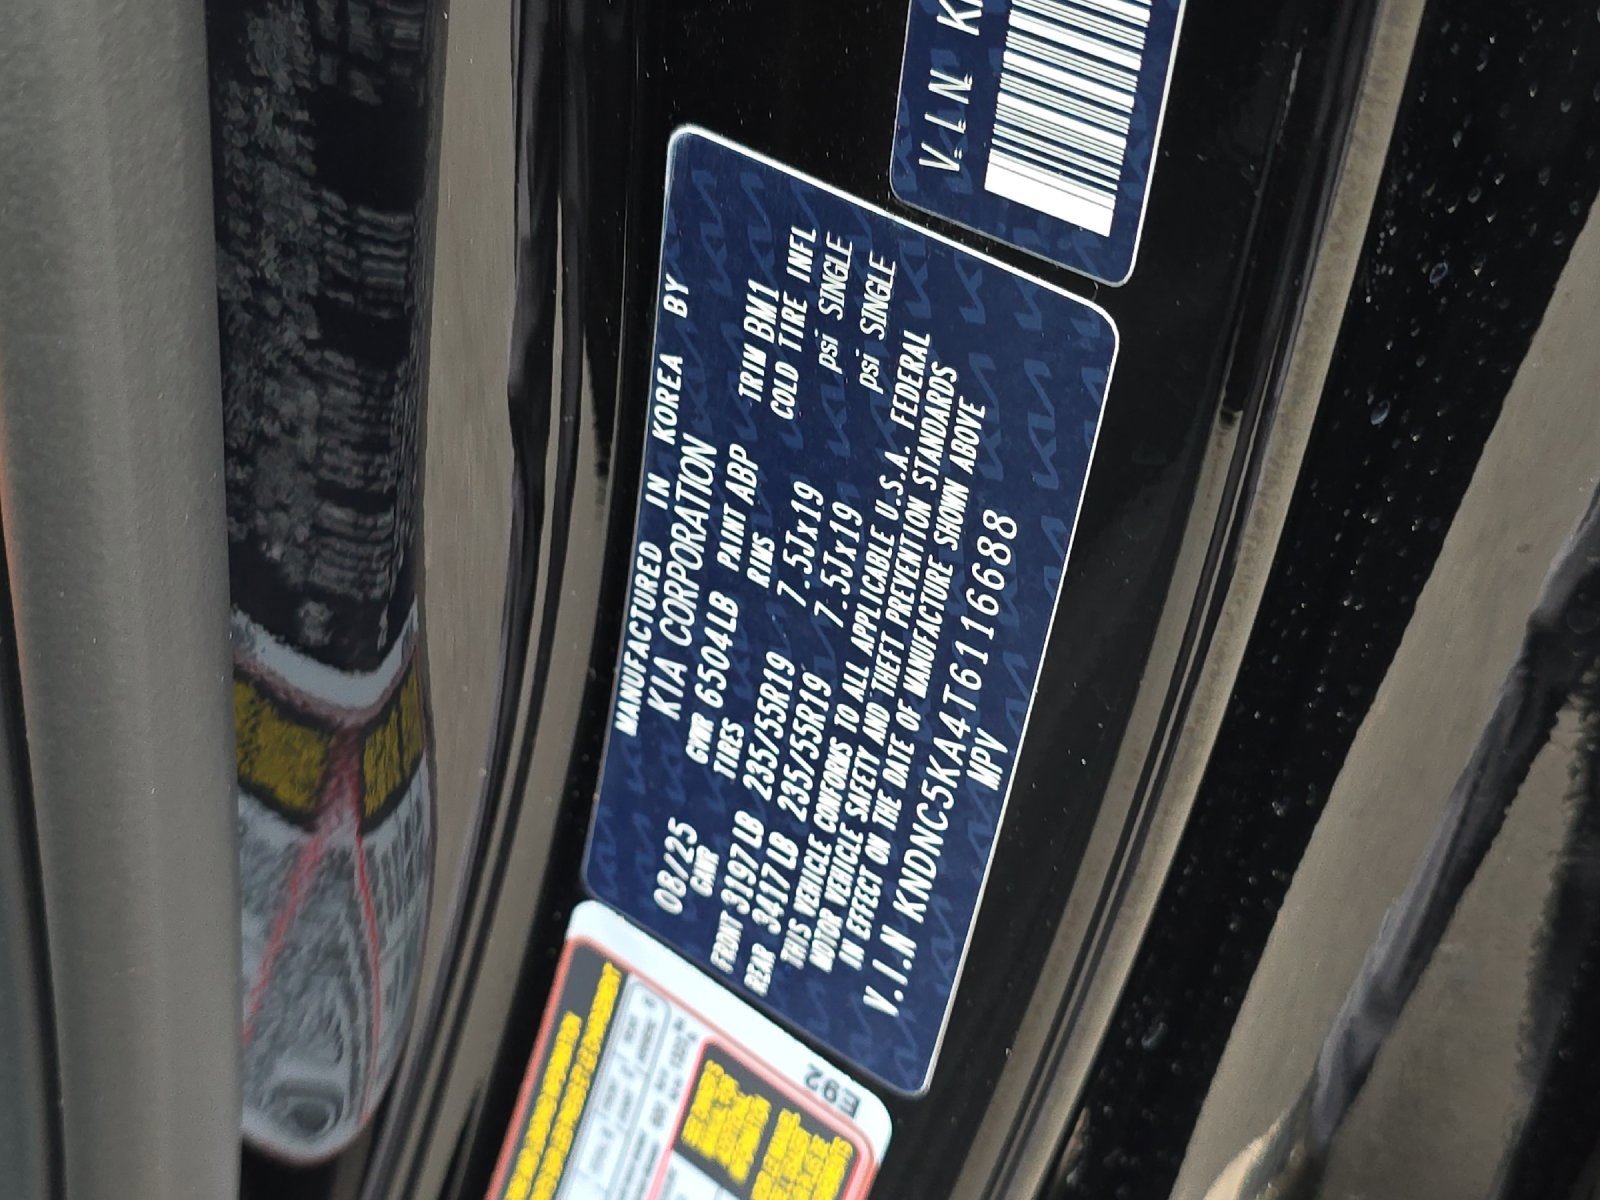 MANUFACTURED IN KOREA BY
KIA CORPORATION
08/25 GVWR 6504LB PAINT ABP TRIM BM1
GAWR TIRES RIMS COLD TIRE INFL
FRONT 3197LB 235/55R19 7.5Jx19 psi SINGLE
REAR 3417LB 235/55R19 7.5Jx19 psi SINGLE
THIS VEHICLE CONFORMS TO ALL APPLICABLE U.S.A. FEDERAL
MOTOR VEHICLE SAFETY AND THEFT PREVENTION STANDARDS
IN EFFECT ON THE DATE OF MANUFACTURE SHOWN ABOVE
V.I.N KNDNC5KA4T6116688
MPV
V.I.N
E92